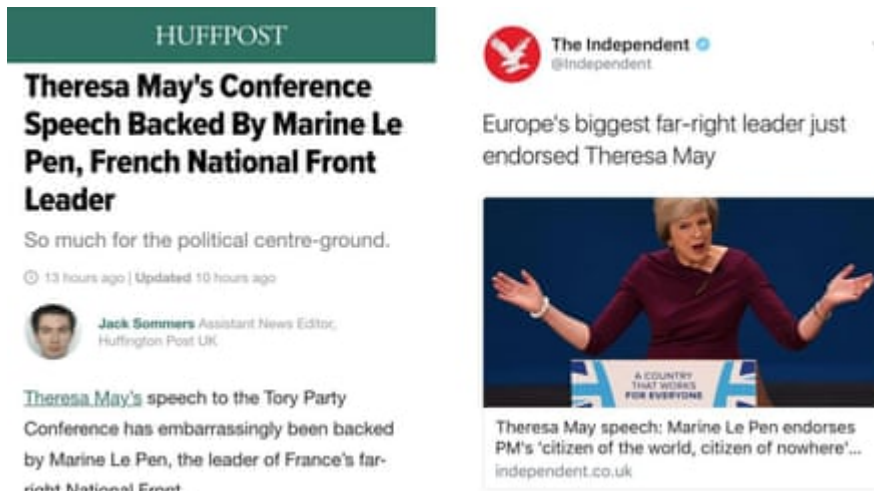 HUFFPOST
Theresa May's Conference
Speech Backed By Marine Le
Pen, French National Front
Leader
So much for the political centre-ground.
13 hours ago | Updated 10 hours ago
Jack Sommers Assistant News Editor,
Huffington Post UK
Theresa May's speech to the Tory Party
Conference has embarrassingly been backed
by Marine Le Pen, the leader of France's far-
right National Front
The Independent
@Independent
Europe's biggest far-right leader just
endorsed Theresa May
A COUNTRY
THAT WORKS
FOR EVERYONE
Theresa May speech: Marine Le Pen endorses
PM's 'citizen of the world, citizen of nowhere'...
independent.co.uk